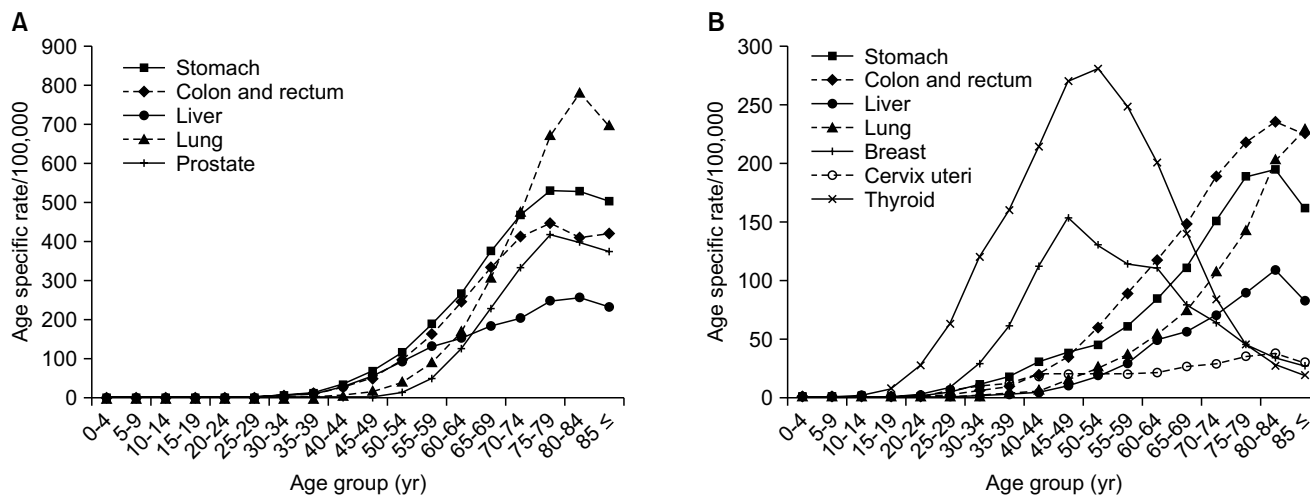 A
Age specific rate/100,000
900
800
700
600
500
400
300
200
100
0
Stomach
Colon and rectum
Liver
Lung
Prostate
0-4
5-9
10-14
15-19
20-24
25-29
30-34
35-39
40-44
45-49
50-54
55-59
60-64
65-69
70-74
75-79
80-84
85 ≤
Age group (yr)
B
Age specific rate/100,000
300
250
200
150
100
50
0
Stomach
Colon and rectum
Liver
Lung
Breast
Cervix uteri
Thyroid
0-4
5-9
10-14
15-19
20-24
25-29
30-34
35-39
40-44
45-49
50-54
55-59
60-64
65-69
70-74
75-79
80-84
85 ≤
Age group (yr)